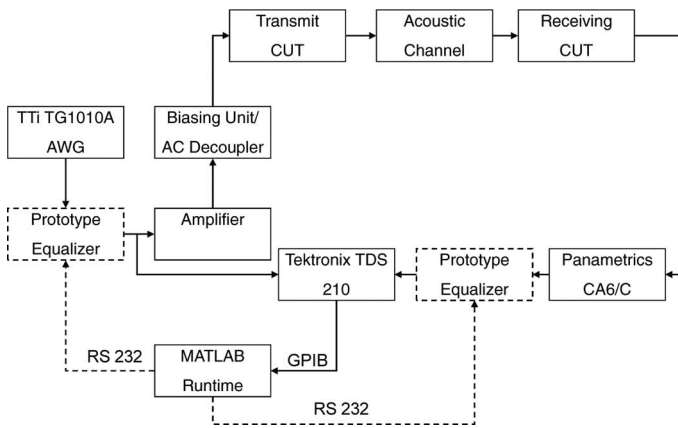 Transmit
CUT
Acoustic
Channel
Receiving
CUT
TTi TG1010A
AWG
Biasing Unit/
AC Decoupler
Prototype
Equalizer
Amplifier
Tektronix TDS
210
Prototype
Equalizer
Panametrics
CA6/C
RS 232
MATLAB
Runtime
GPIB
RS 232